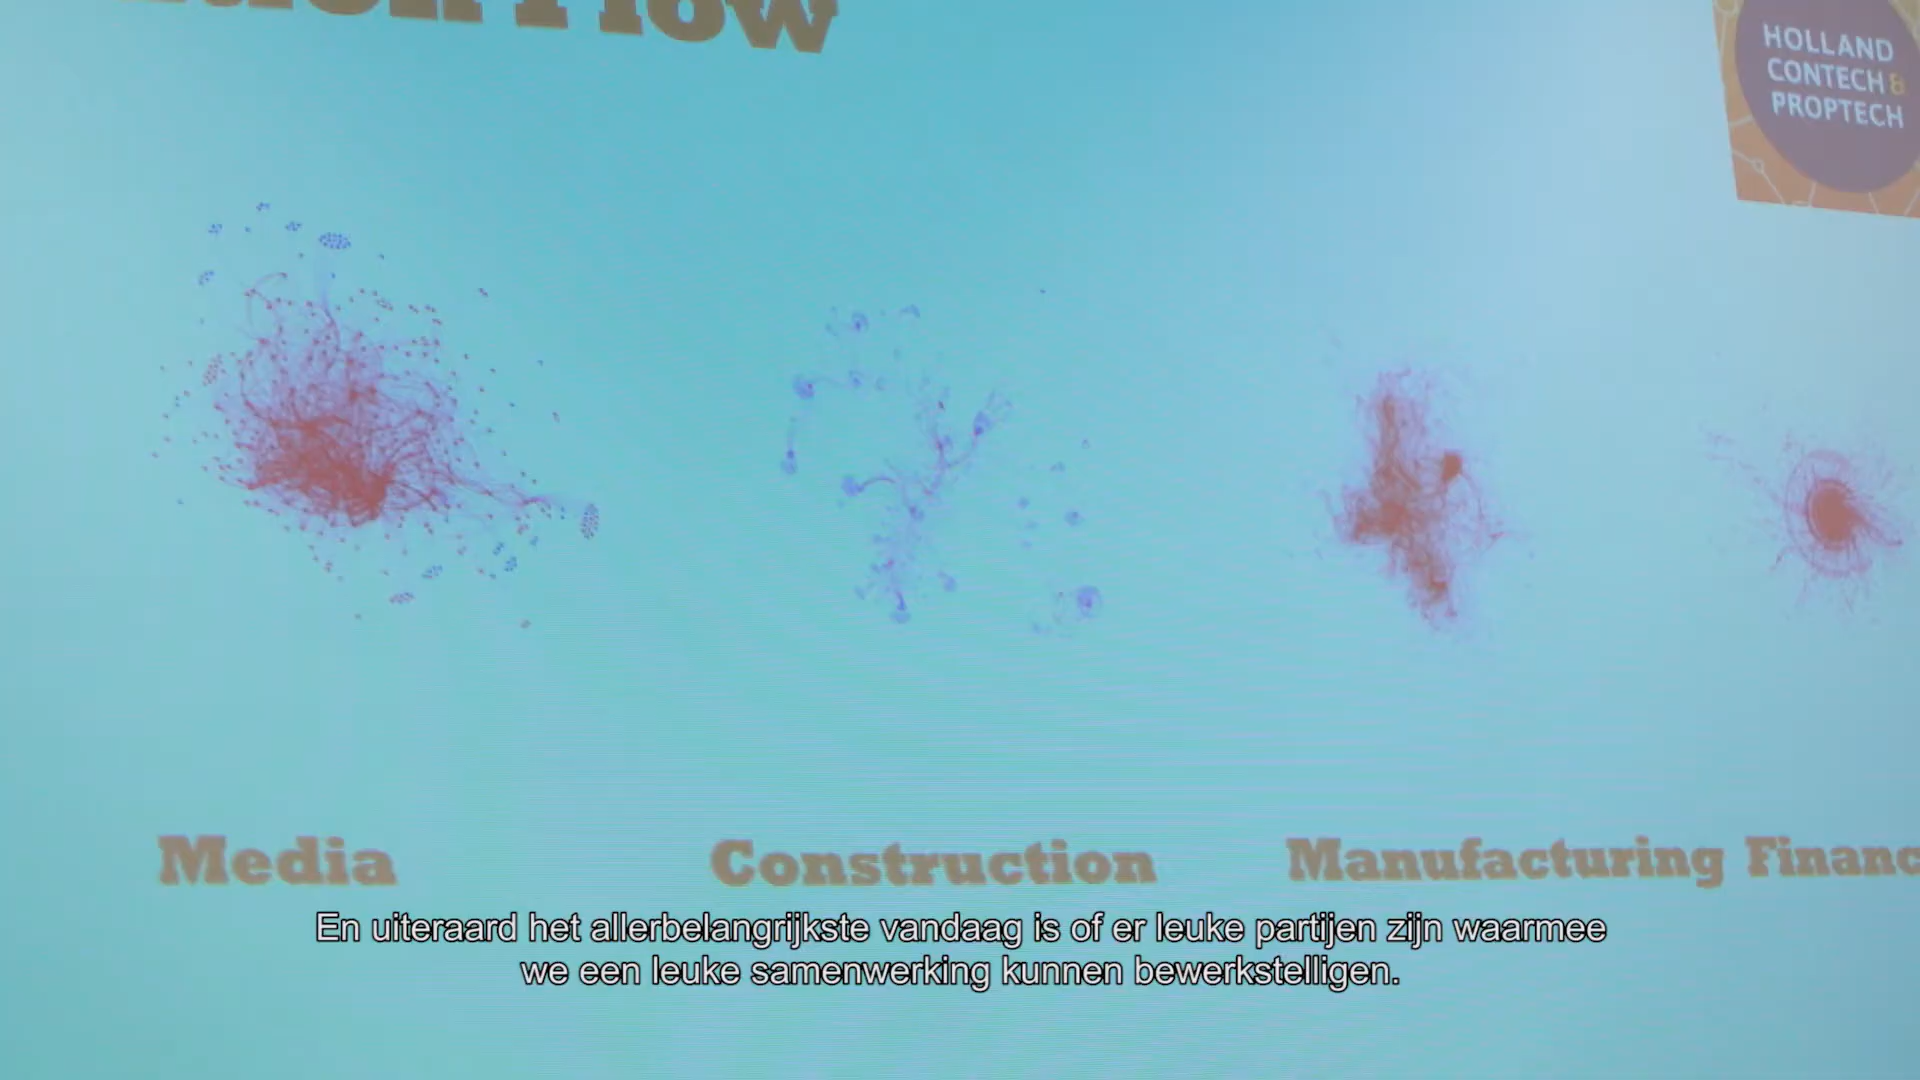 Flow
HOLLAND
CONTECH &
PROPTECH
Media
Construction
Manufacturing
En uiteraard het allerbelangrijkste vandaag is of er leuke partijen zijn waarmee
we een leuke samenwerking kunnen bewerkstelligen.